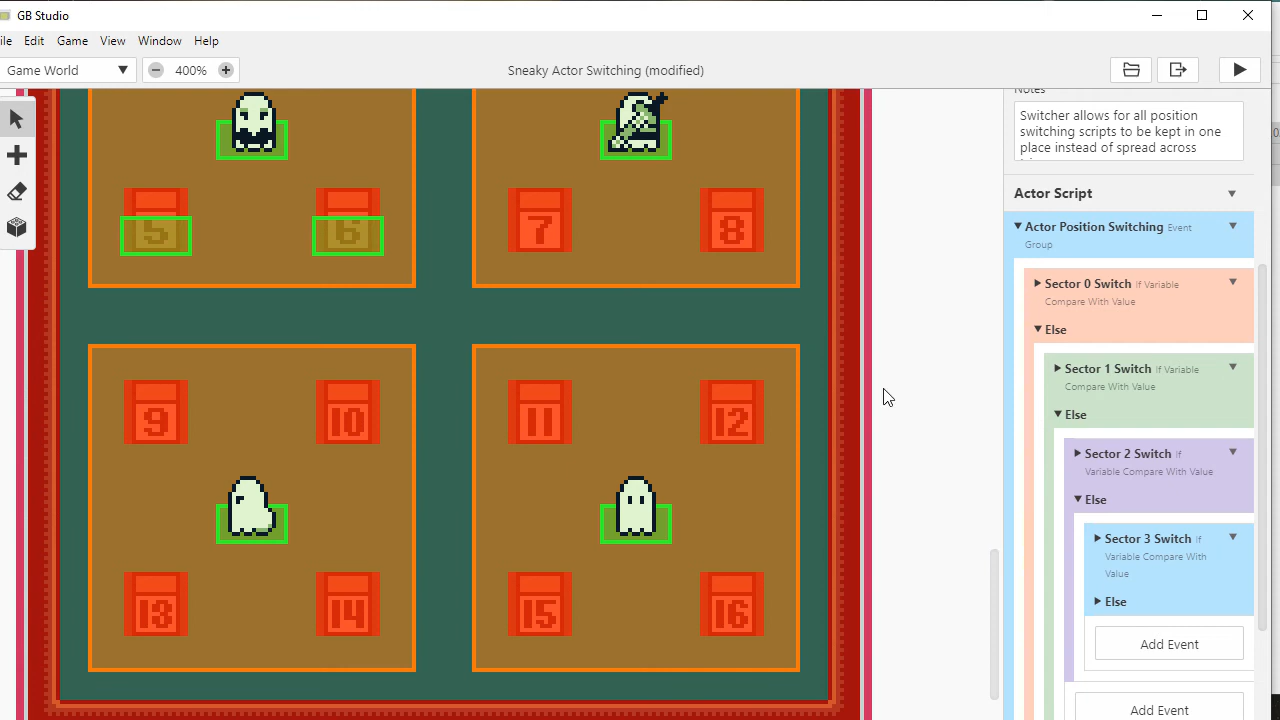 GB Studio
ile Edit Game View Window Help
Game World
400%
Sneaky Actor Switching (modified)
Notes
Switcher allows for all position
switching scripts to be kept in one
place instead of spread across
Actor Script
Actor Position Switching Event
Group
Sector 0 Switch If Variable
Compare With Value
Else
Sector 1 Switch If Variable
Compare With Value
Else
Sector 2 Switch If
Variable Compare With Value
Else
Sector 3 Switch If
Variable Compare With
Value
Else
Add Event
Add Event
5 6 7 8
9 10 11 12
13 14 15 16